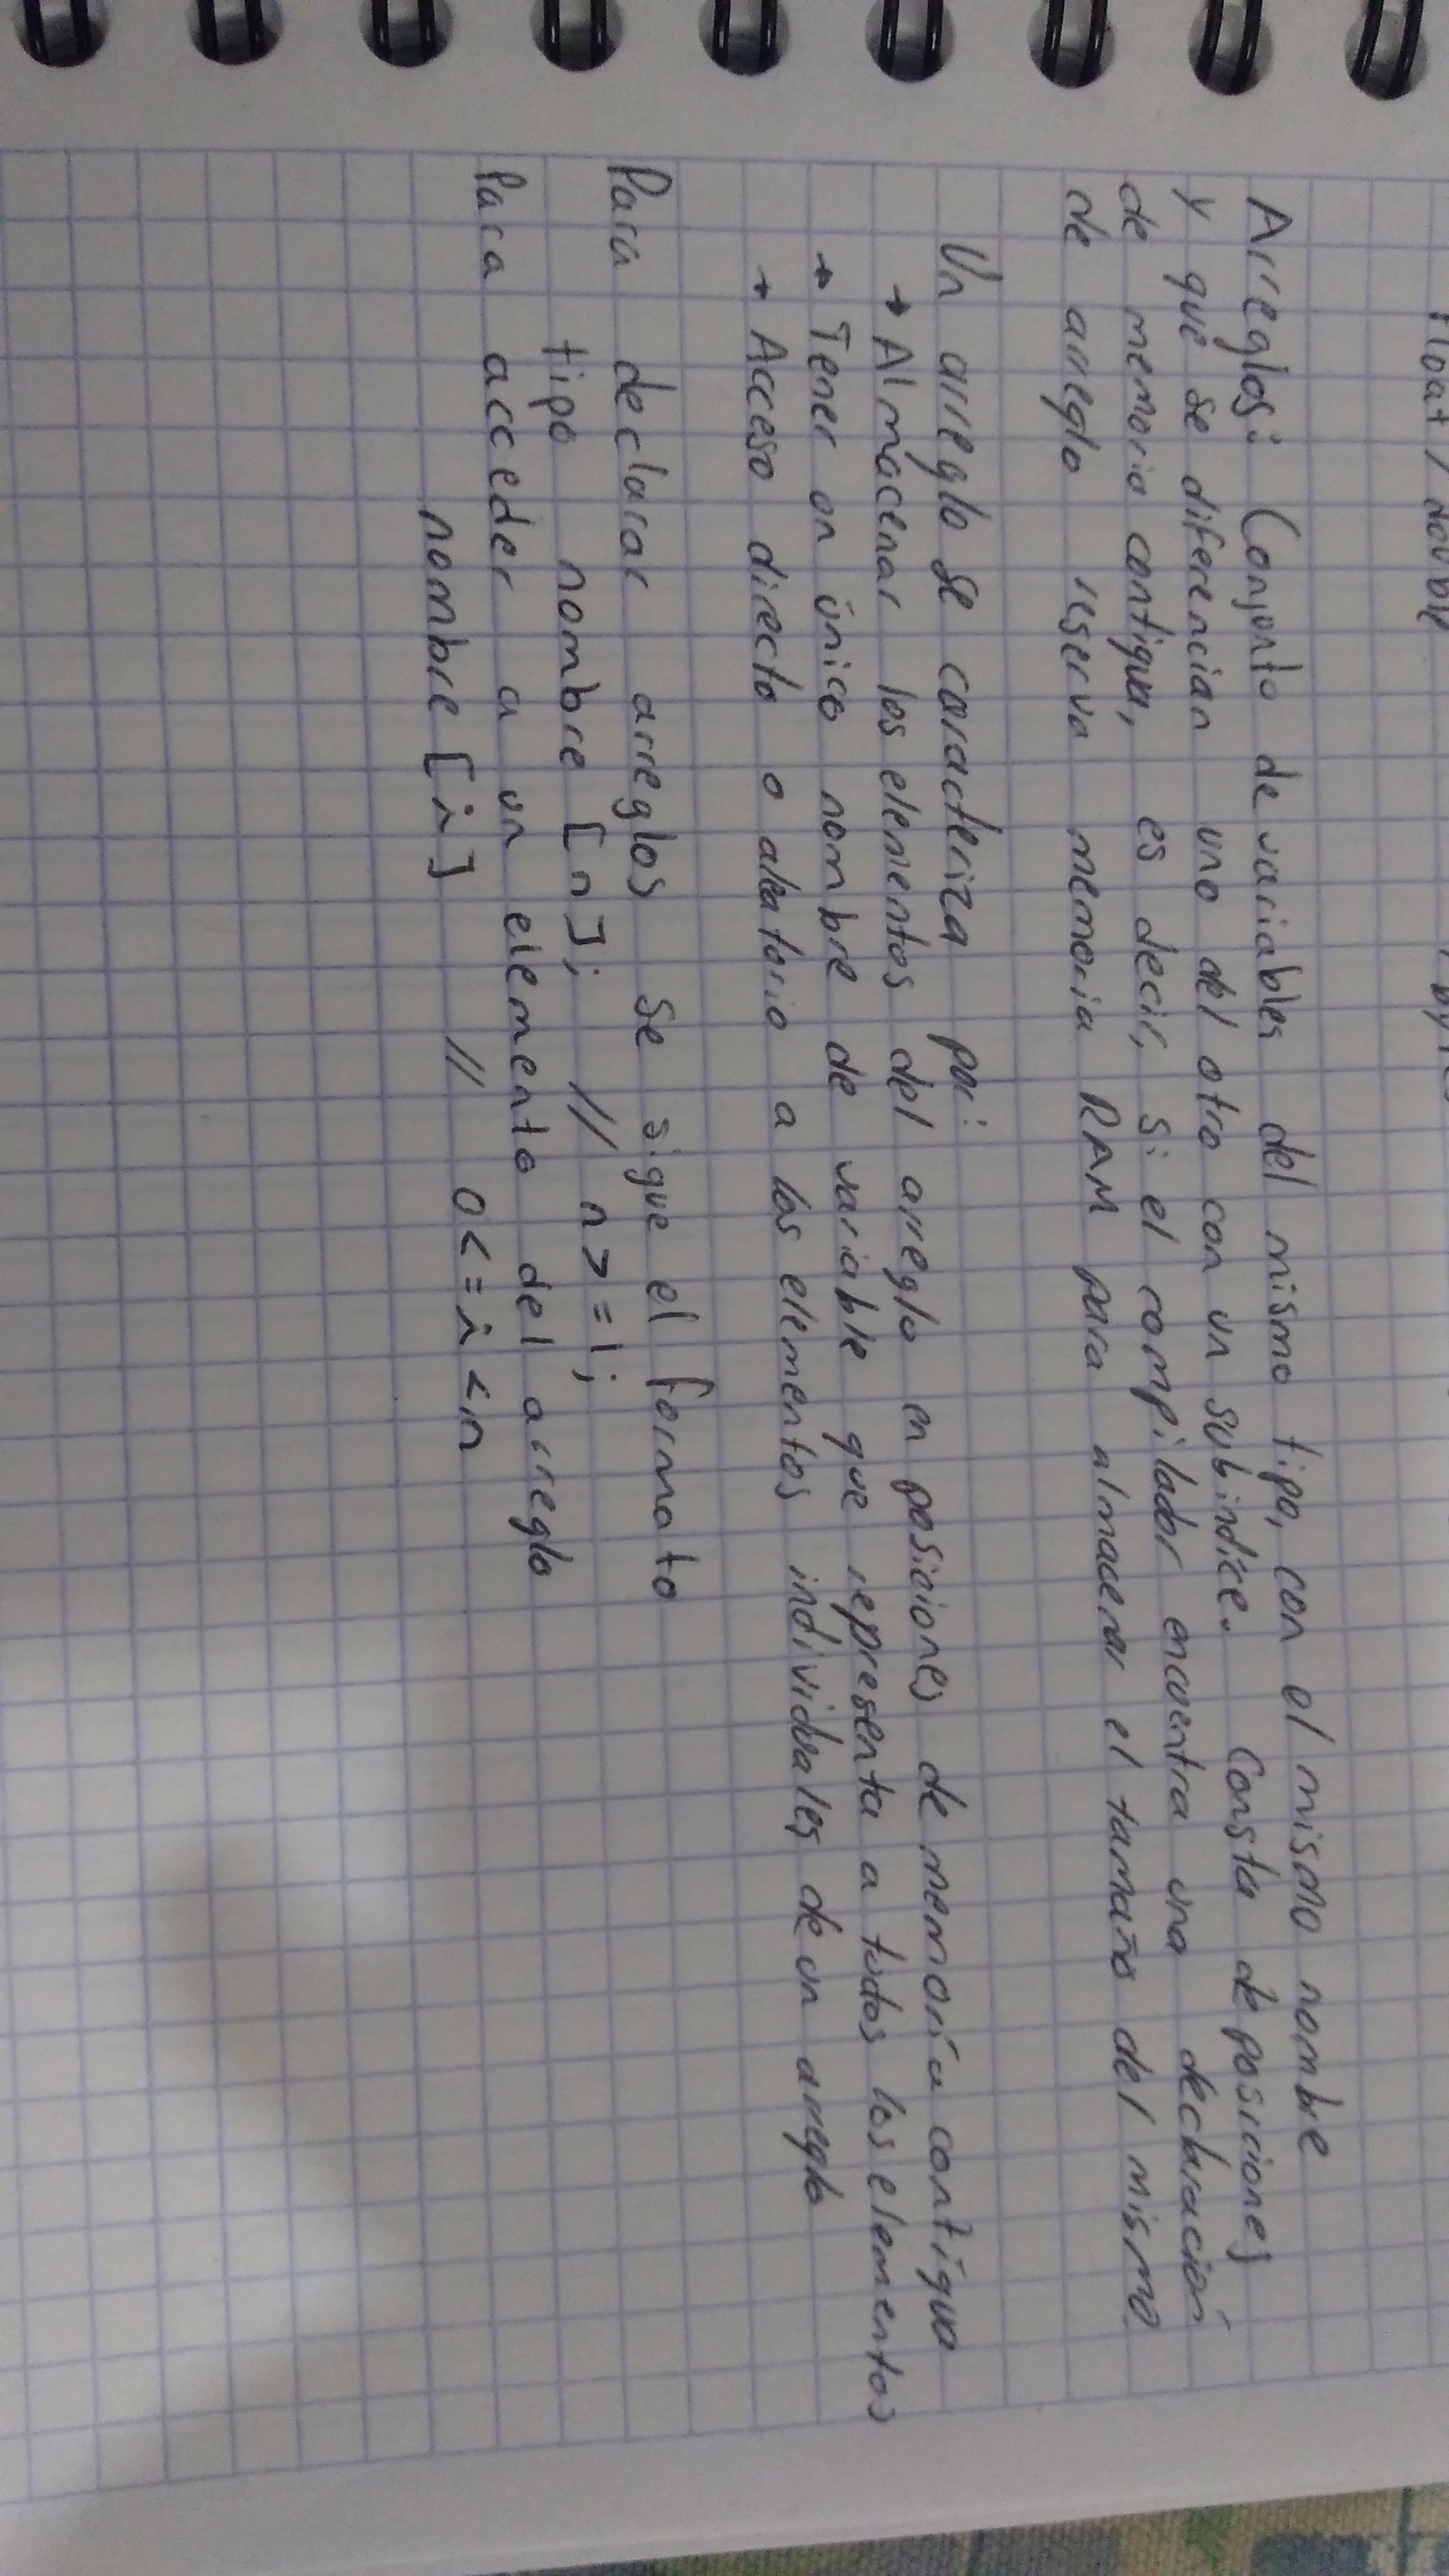 float / double
Arreglos: Conjunto de variables del mismo tipo, con el mismo nombre
y que se diferencian uno del otro con un subíndice. Consta de posiciones
de memoria contigua, es decir, si el compilador encuentra una declaración
de arreglo reserva memoria RAM para almacenar el tamaño del mismo
Un arreglo se caracteriza por:
→ Almacenar los elementos del arreglo en posiciones de memoria contigua
→ Tener un único nombre de variable que representa a todos los elementos
→ Acceso directo o aleatorio a los elementos individuales de un arreglo
Para declarar arreglos se sigue el formato
tipo nombre [n]; // n>=1;
Para acceder a un elemento del arreglo
nombre [i] // 0<=i<n